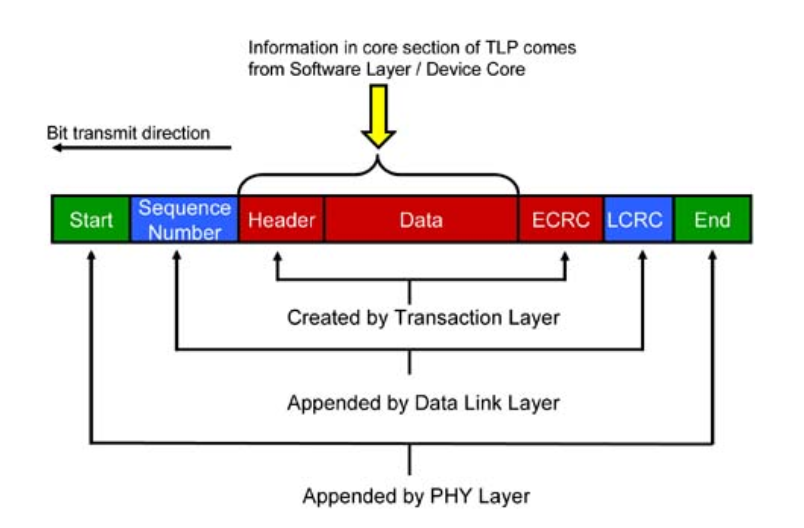 Information in core section of TLP comes
from Software Layer / Device Core
Bit transmit direction
Start
Sequence
Number
Header
Data
ECRC
LCRC
End
Created by Transaction Layer
Appended by Data Link Layer
Appended by PHY Layer